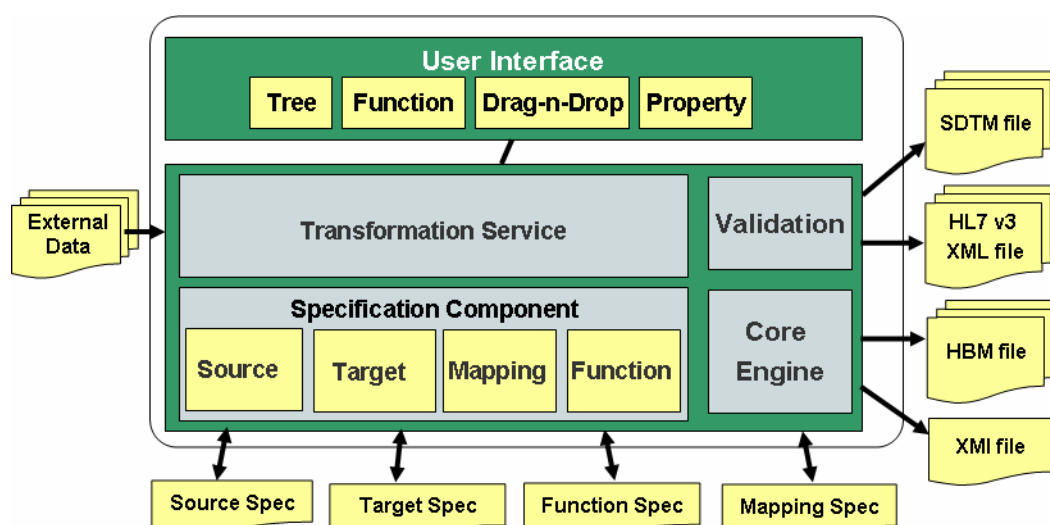 User Interface
Tree
Function
Drag-n-Drop
Property
SDTM file
External
Data
Transformation Service
Validation
HL7 v3
XML file
Specification Component
Source
Target
Mapping
Function
Core
Engine
HBM file
XMI file
Source Spec
Target Spec
Function Spec
Mapping Spec